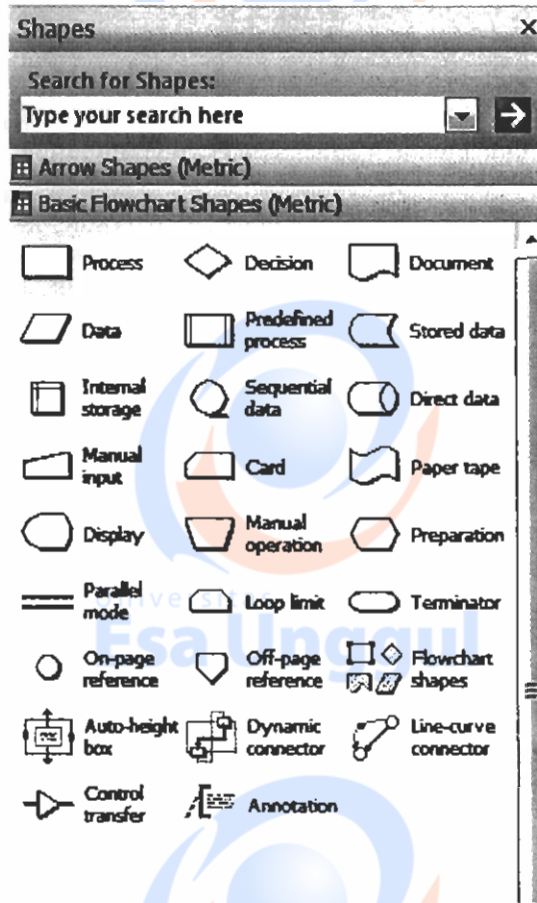 Shapes
Search for Shapes:
Type your search here
Arrow Shapes (Metric)
Basic Flowchart Shapes (Metric)
Process Decision Document
Data Predefined process Stored data
Internal storage Sequential data Direct data
Manual input Card Paper tape
Display Manual operation Preparation
Parallel mode Loop limit Terminator
Universitas
Esa Unggul
On-page reference Off-page reference Flowchart shapes
Auto-height box Dynamic connector Line-curve connector
Control transfer Annotation